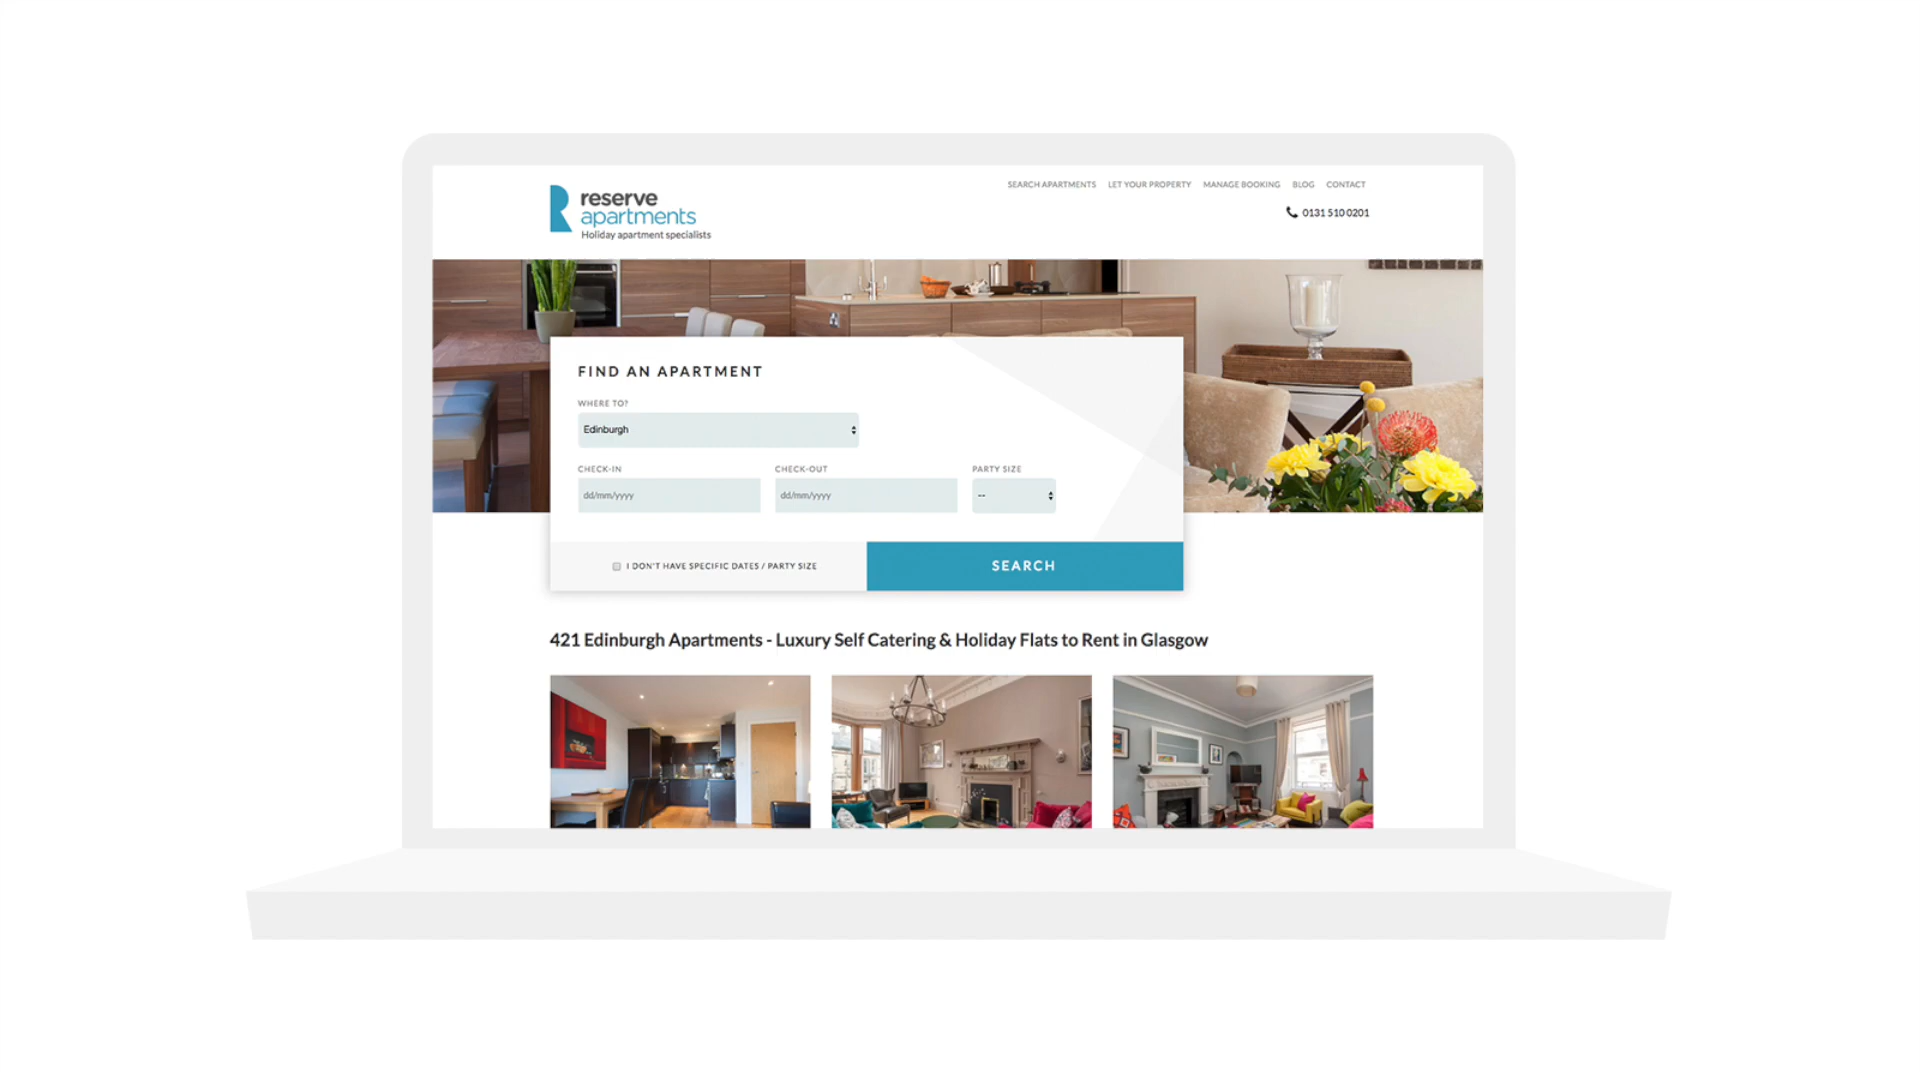 reserve
apartments
Holiday apartment specialists
SEARCH APARTMENTS LET YOUR PROPERTY MANAGE BOOKING BLOG CONTACT
0131 510 0201
FIND AN APARTMENT
WHERE TO?
Edinburgh
CHECK-IN CHECK-OUT PARTY SIZE
dd/mm/yyyy dd/mm/yyyy --
I DON'T HAVE SPECIFIC DATES / PARTY SIZE
SEARCH
421 Edinburgh Apartments - Luxury Self Catering & Holiday Flats to Rent in Glasgow